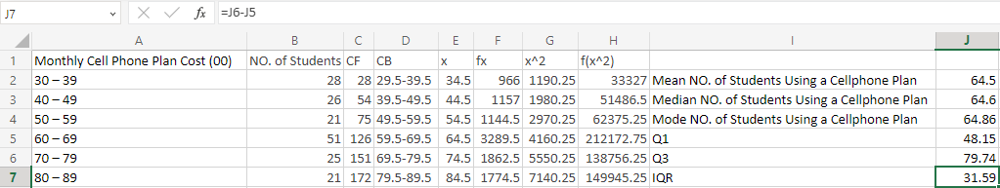 J7 fx =J6-J5
A B C D E F G H I J
1 Monthly Cell Phone Plan Cost (00) NO. of Students CF CB x fx x^2 f(x^2)
2 30 – 39 28 28 29.5-39.5 34.5 966 1190.25 33327 Mean NO. of Students Using a Cellphone Plan 64.5
3 40 – 49 26 54 39.5-49.5 44.5 1157 1980.25 51486.5 Median NO. of Students Using a Cellphone Plan 64.6
4 50 – 59 21 75 49.5-59.5 54.5 1144.5 2970.25 62375.25 Mode NO. of Students Using a Cellphone Plan 64.86
5 60 – 69 51 126 59.5-69.5 64.5 3289.5 4160.25 212172.75 Q1 48.15
6 70 – 79 25 151 69.5-79.5 74.5 1862.5 5550.25 138756.25 Q3 79.74
7 80 – 89 21 172 79.5-89.5 84.5 1774.5 7140.25 149945.25 IQR 31.59